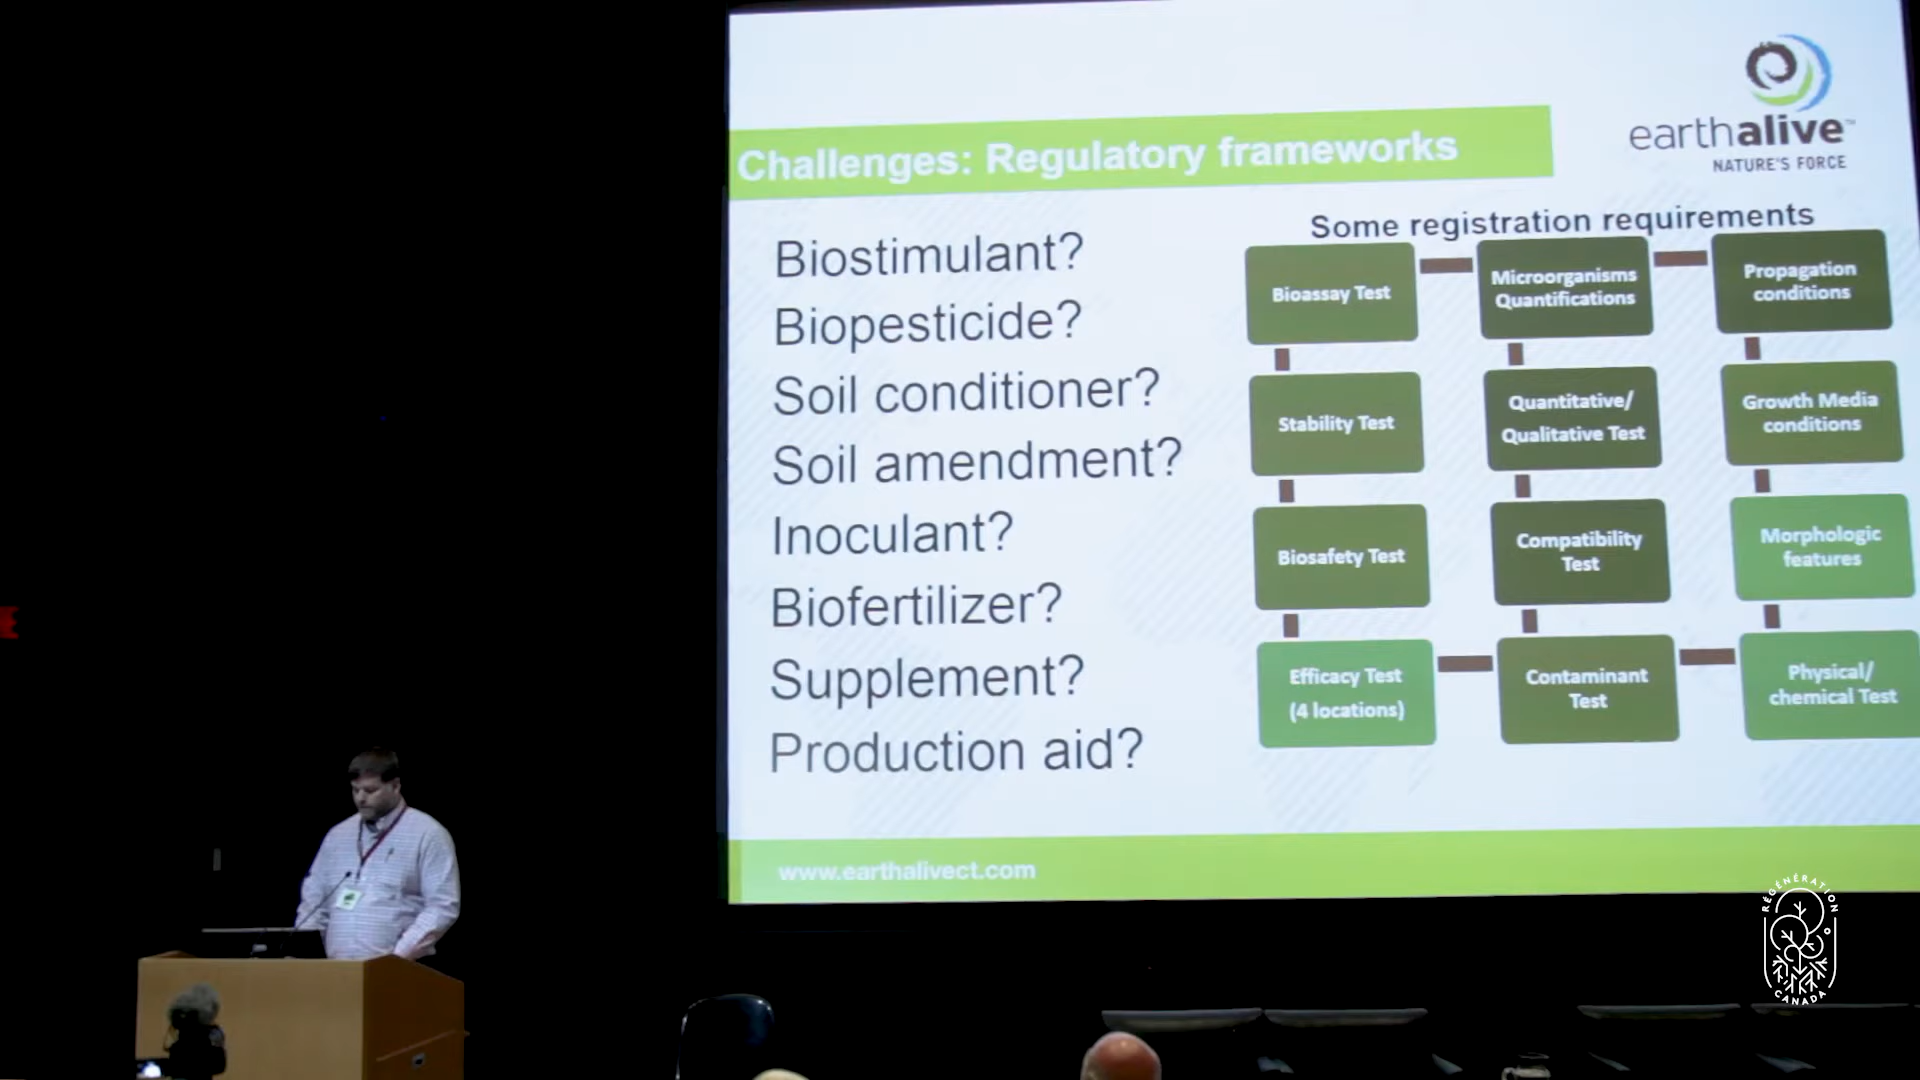 Challenges: Regulatory frameworks
earthalive™
NATURE'S FORCE
Biostimulant?
Biopesticide?
Soil conditioner?
Soil amendment?
Inoculant?
Biofertilizer?
Supplement?
Production aid?
Some registration requirements
Bioassay Test
Microorganisms
Quantifications
Propagation
conditions
Stability Test
Quantitative/
Qualitative Test
Growth Media
conditions
Biosafety Test
Compatibility
Test
Morphologic
features
Efficacy Test
(4 locations)
Contaminant
Test
Physical/
chemical Test
www.earthalivect.com
RÉGÉNÉRATION
CANADA